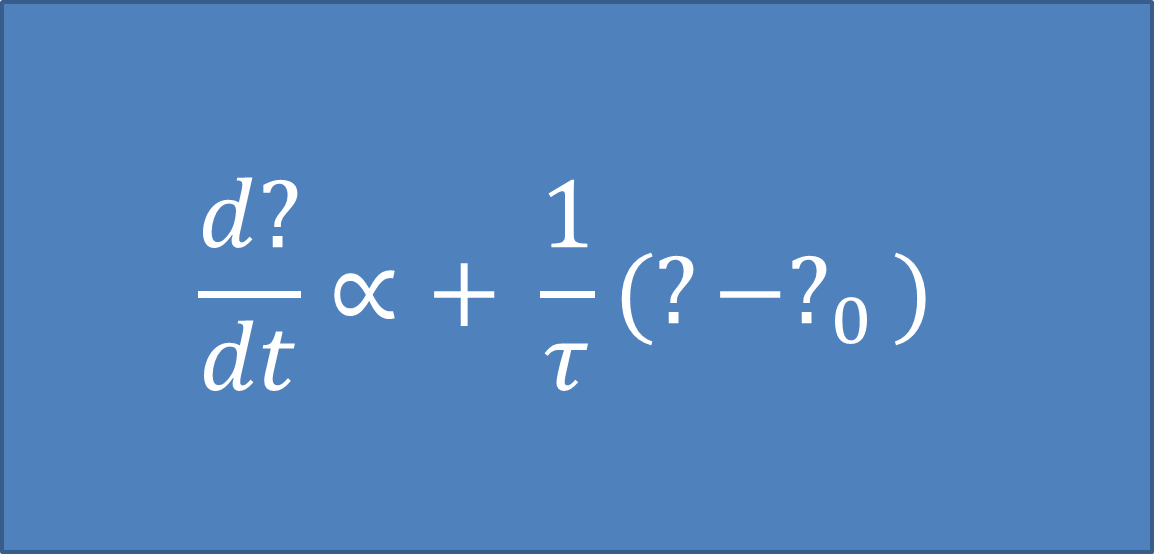 d?/dt ∝ + 1/τ (? −?₀ )